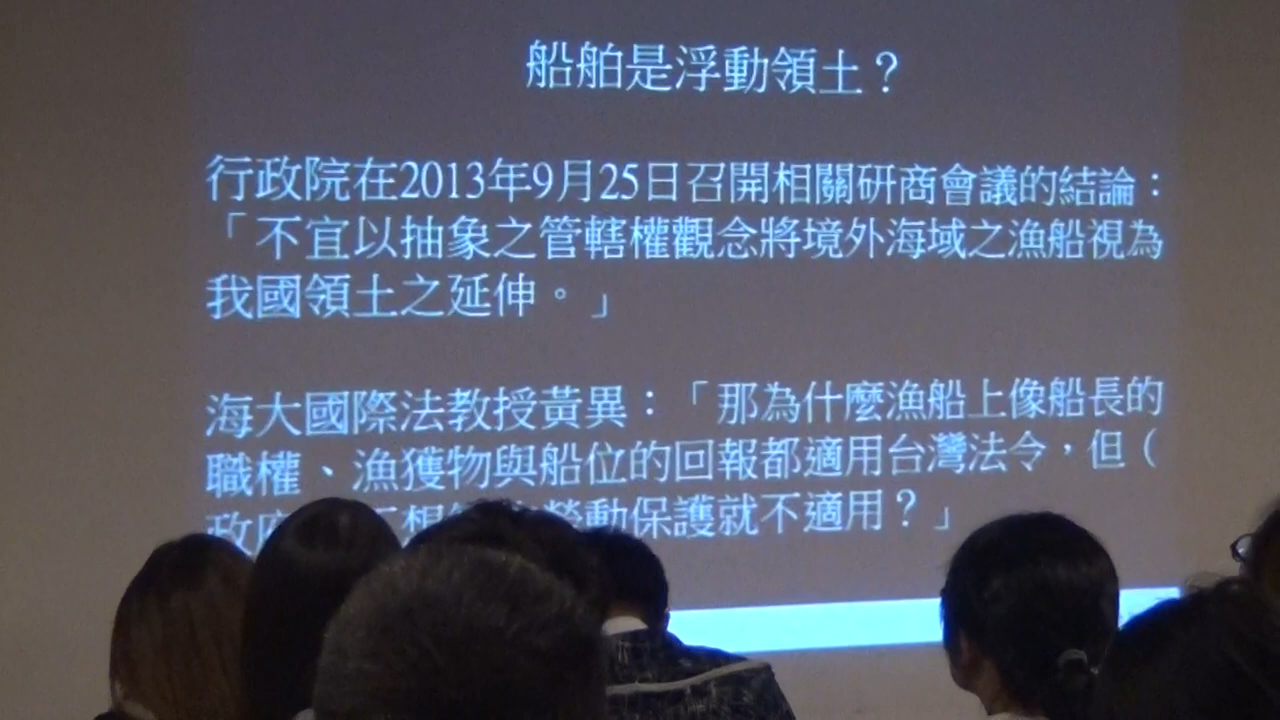 船舶是浮動領土？
行政院在2013年9月25日召開相關研商會議的結論：
「不宜以抽象之管轄權觀念將境外海域之漁船視為
我國領土之延伸。」
海大國際法教授黃異：「那為什麼漁船上像船長的
職權、漁獲物與船位的回報都適用台灣法令，但（
政府 勞動保護就不適用？」